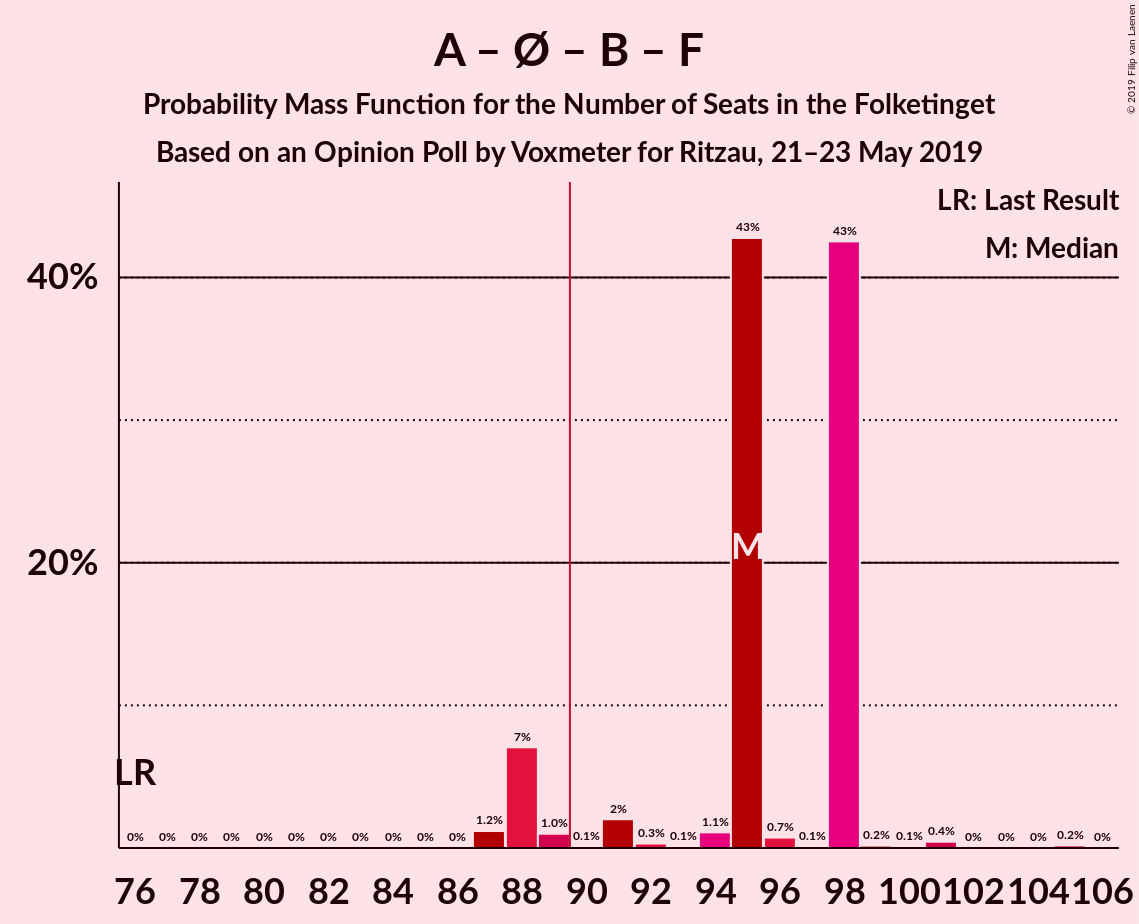 A – Ø – B – F
Probability Mass Function for the Number of Seats in the Folketinget
Based on an Opinion Poll by Voxmeter for Ritzau, 21–23 May 2019
© 2019 Filip van Laenen
LR: Last Result
M: Median
40%
20%
LR
M
0% 0% 0% 0% 0% 0% 0% 0% 0% 0% 0% 1.2% 7% 1.0% 0.1% 2% 0.3% 0.1% 1.1% 43% 0.7% 0.1% 43% 0.2% 0.1% 0.4% 0% 0% 0% 0.2% 0%
76 78 80 82 84 86 88 90 92 94 96 98 100 102 104 106